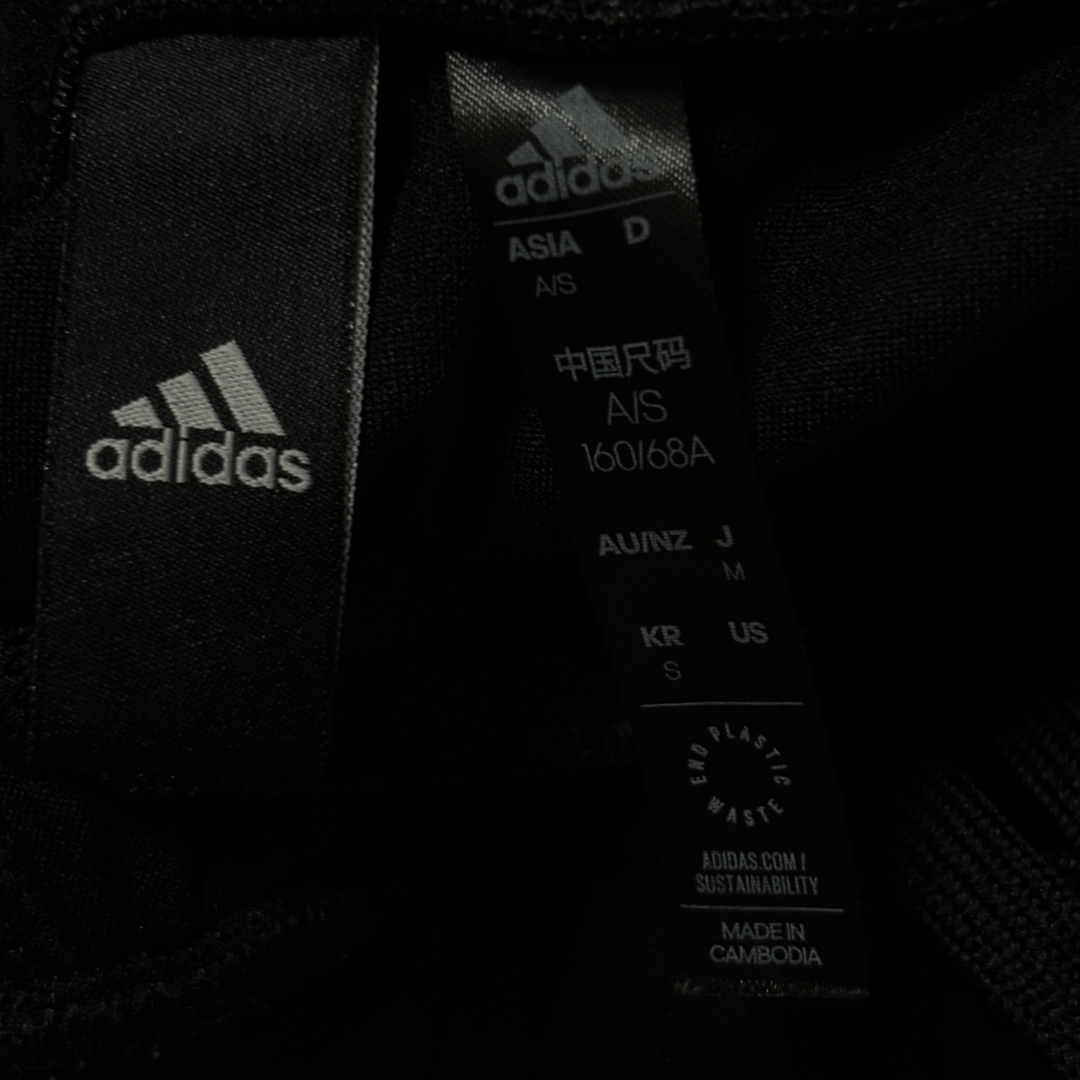 adidas
adidas
ASIA D
A/S
中国尺码
A/S
160/68A
AU/NZ J
M
KR US
S
END PLASTIC WASTE
ADIDAS.COM/
SUSTAINABILITY
MADE IN
CAMBODIA